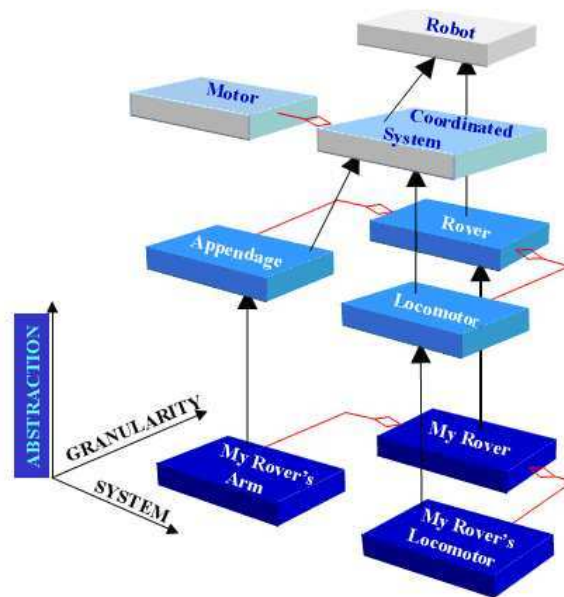 Robot
Motor
Coordinated
System
Rover
Appendage
Locomotor
ABSTRACTION
GRANULARITY
SYSTEM
My Rover
My Rover's
Arm
My Rover's
Locomotor